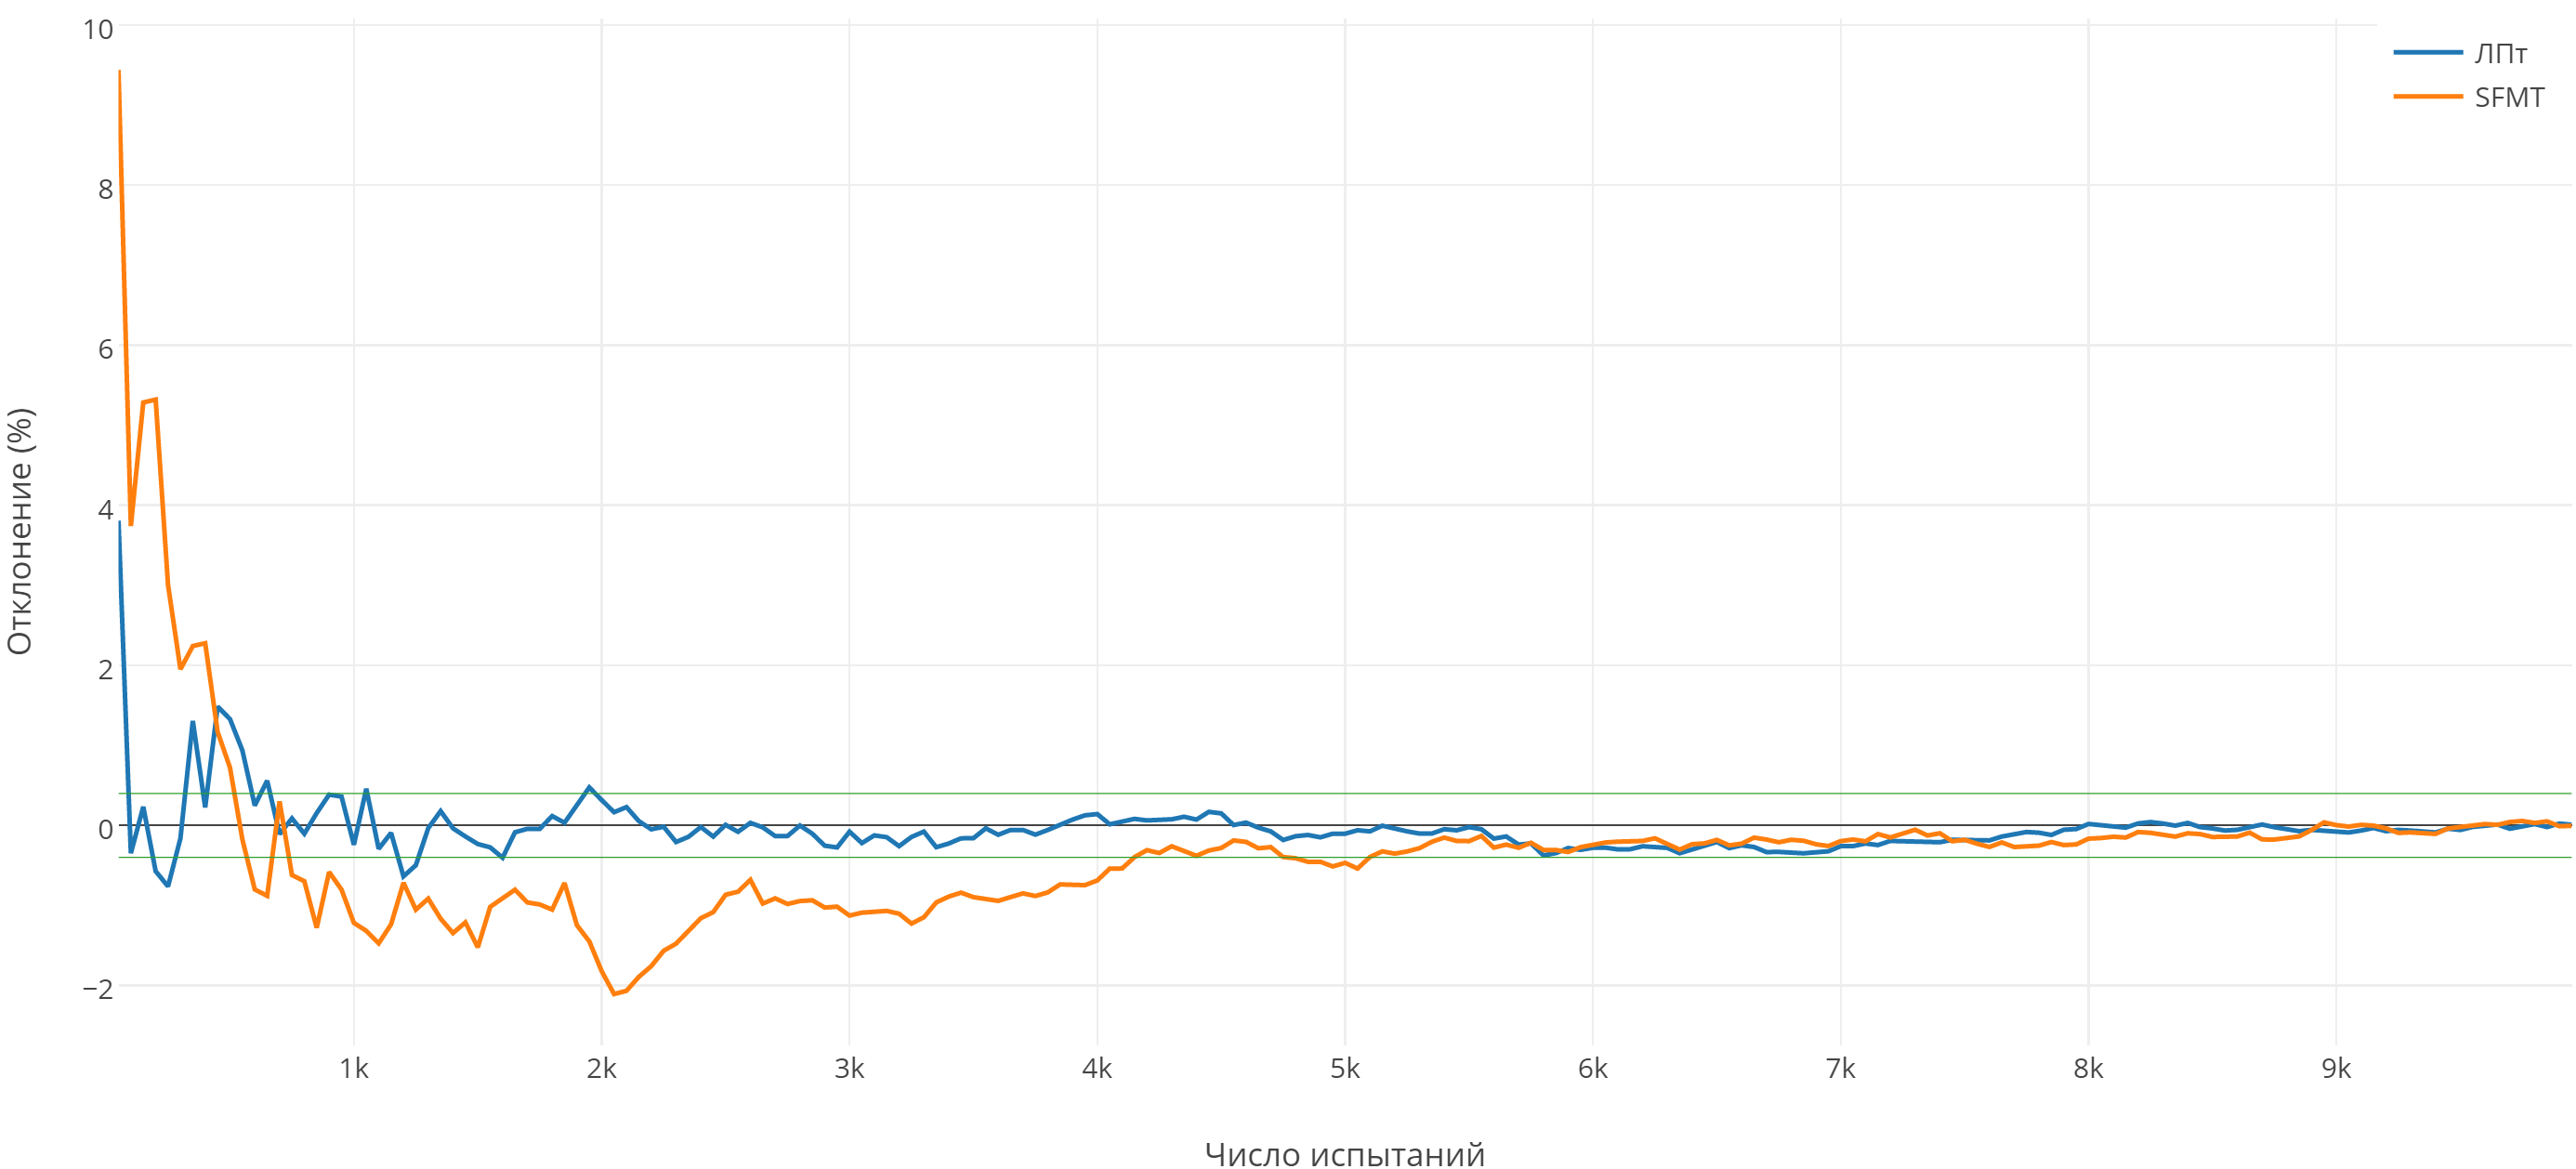 10
8
6
4
2
0
−2
Отклонение (%)
ЛПτ
SFMT
1k
2k
3k
4k
5k
6k
7k
8k
9k
Число испытаний